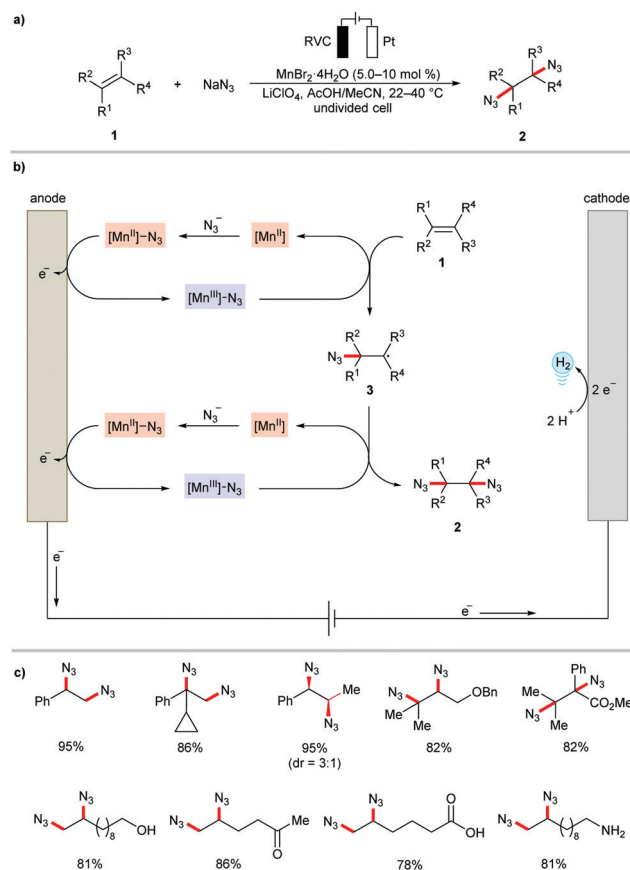 a)
RVC Pt
R² R³ R¹ R⁴
+ NaN₃
MnBr₂·4H₂O (5.0–10 mol %)
LiClO₄, AcOH/MeCN, 22–40 °C
undivided cell
R² R³ N₃ N₃ R¹ R⁴
1 2
b)
anode cathode
[Mnᴵᴵ]–N₃ N₃⁻ [Mnᴵᴵ]
R¹ R⁴ R² R³
1
e⁻
[Mnᴵᴵᴵ]–N₃
R² R³ N₃ R¹ R⁴
3
H₂
2 e⁻
2 H⁺
[Mnᴵᴵ]–N₃ N₃⁻ [Mnᴵᴵ]
e⁻
[Mnᴵᴵᴵ]-N₃
R¹ R⁴ N₃ N₃ R² R³
2
e⁻
e⁻
c)
N₃ Ph N₃
N₃ Ph N₃
N₃ Ph Me N₃
N₃ N₃ OBn Me Me
Ph Me N₃ N₃ CO₂Me Me
95% 86% 95% 82% 82%
(dr = 3:1)
N₃ N₃ ( )₈ OH
N₃ N₃ Me O
N₃ N₃ O OH
N₃ N₃ ( )₈ NH₂
81% 86% 78% 81%